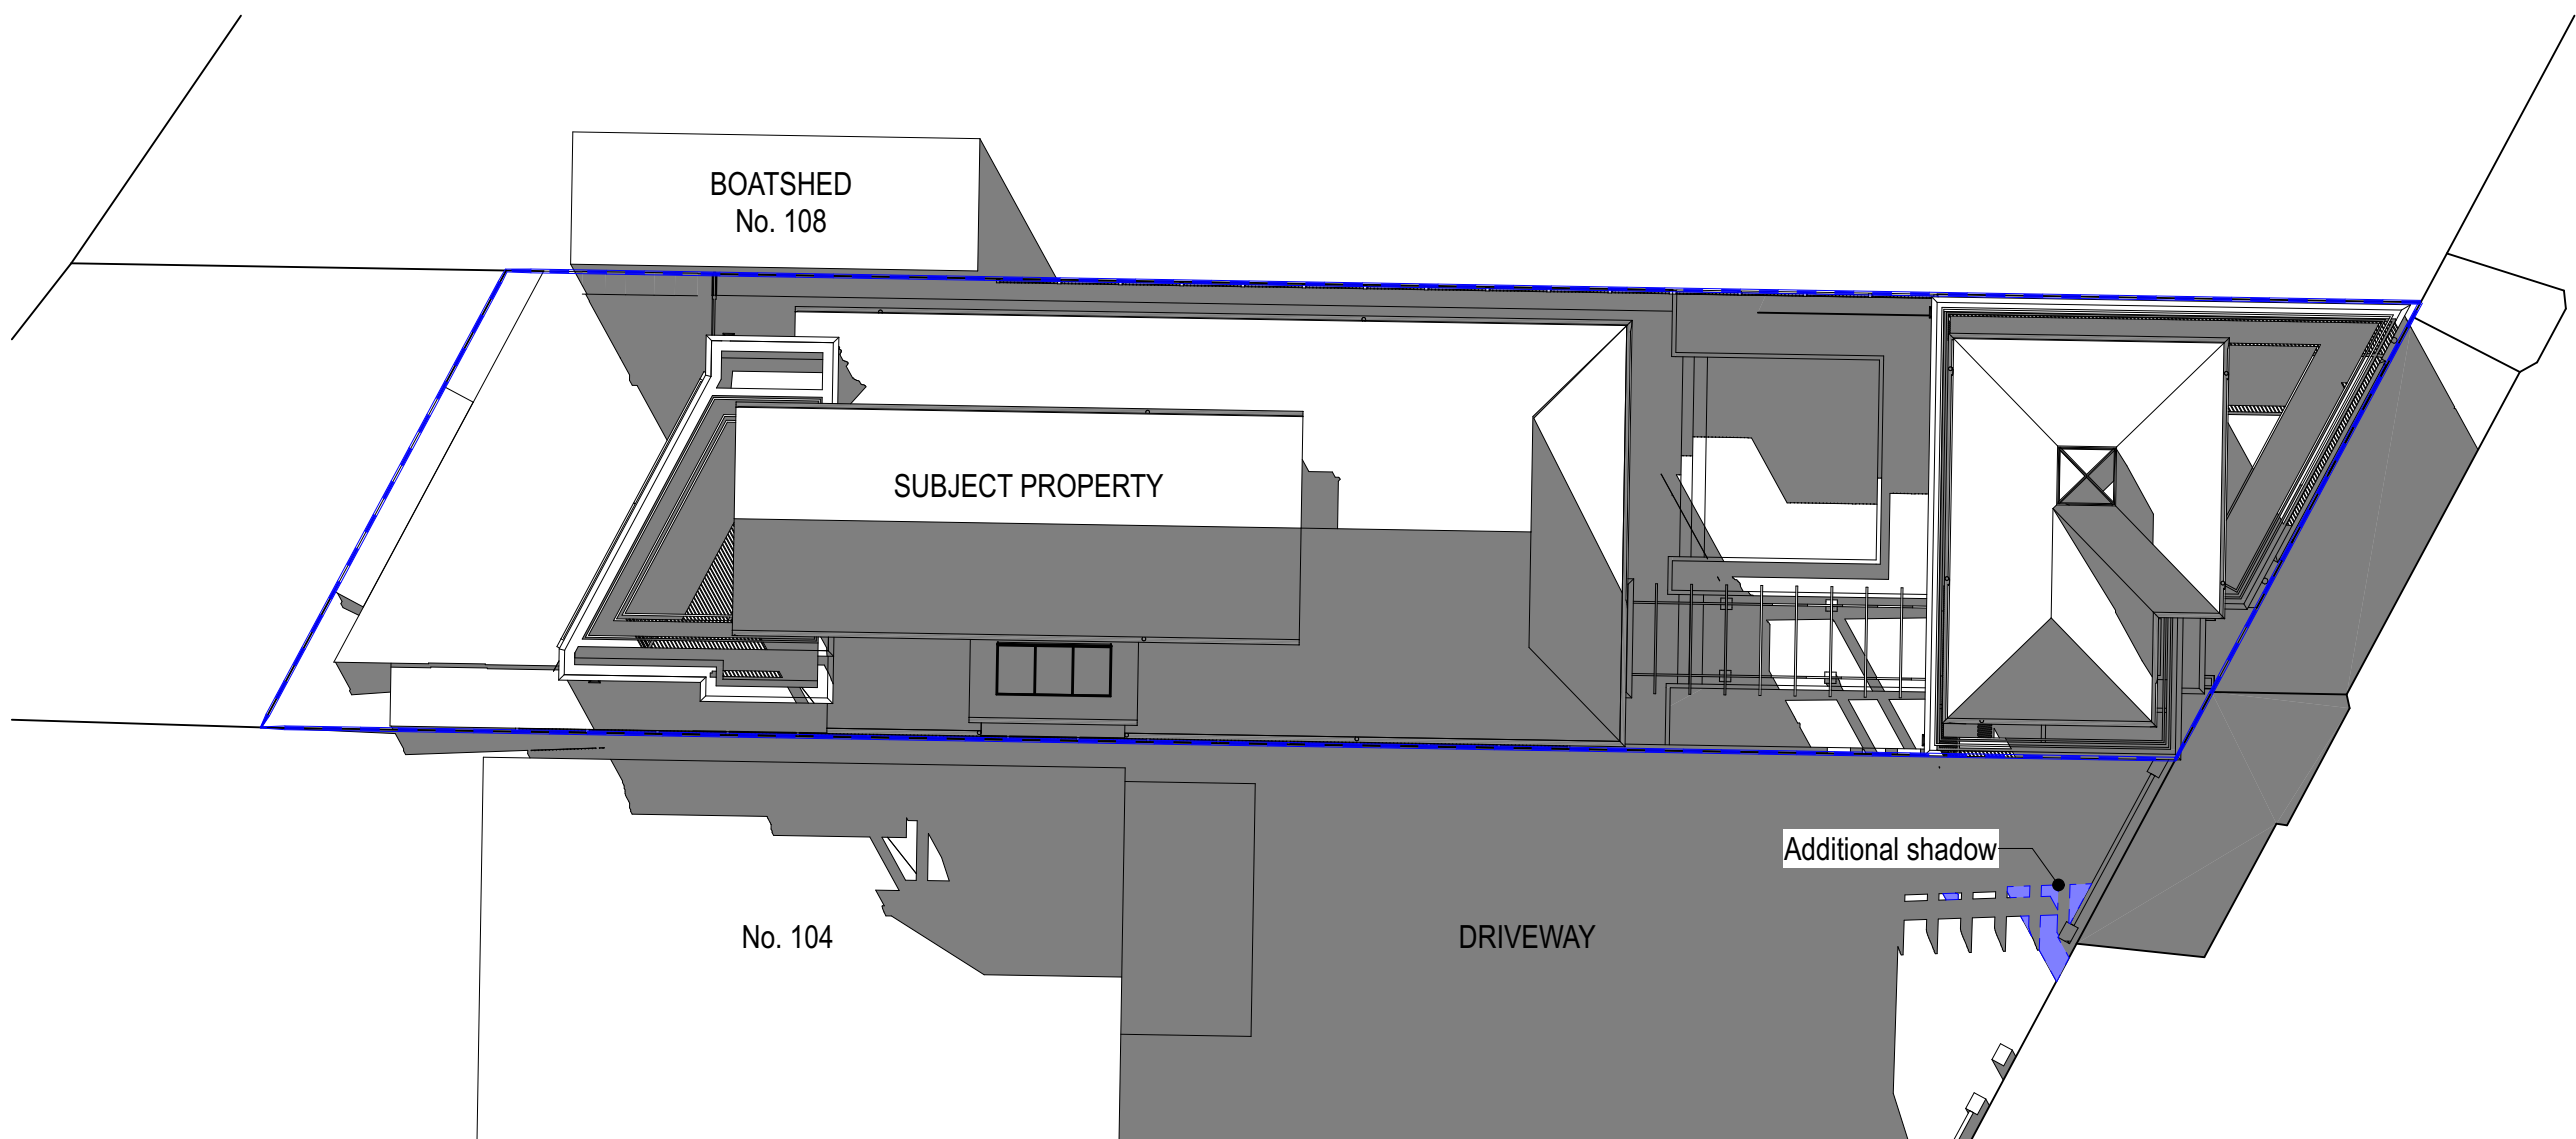 BOATSHED
No. 108
SUBJECT PROPERTY
Additional shadow
No. 104
DRIVEWAY